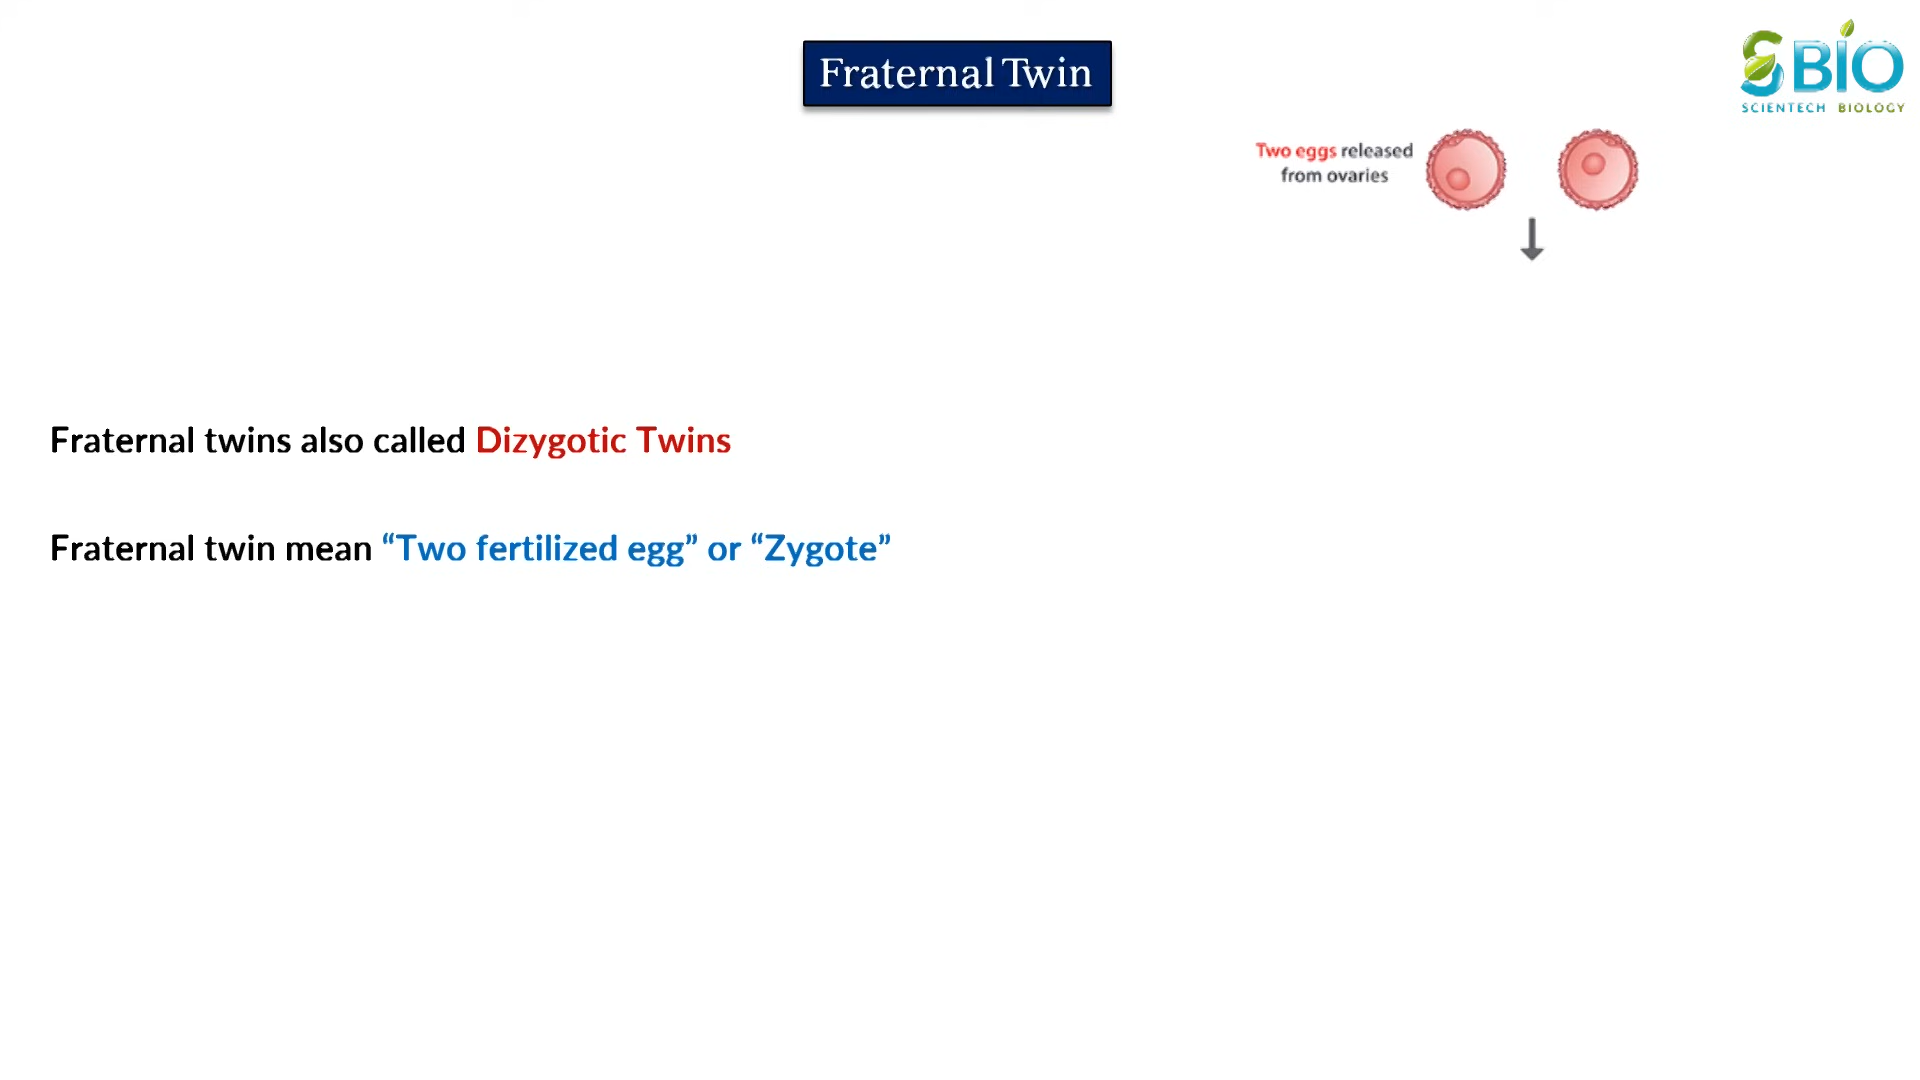 Fraternal Twin
SBIO
SCIENTECH BIOLOGY
Two eggs released
from ovaries
Fraternal twins also called Dizygotic Twins
Fraternal twin mean “Two fertilized egg” or “Zygote”